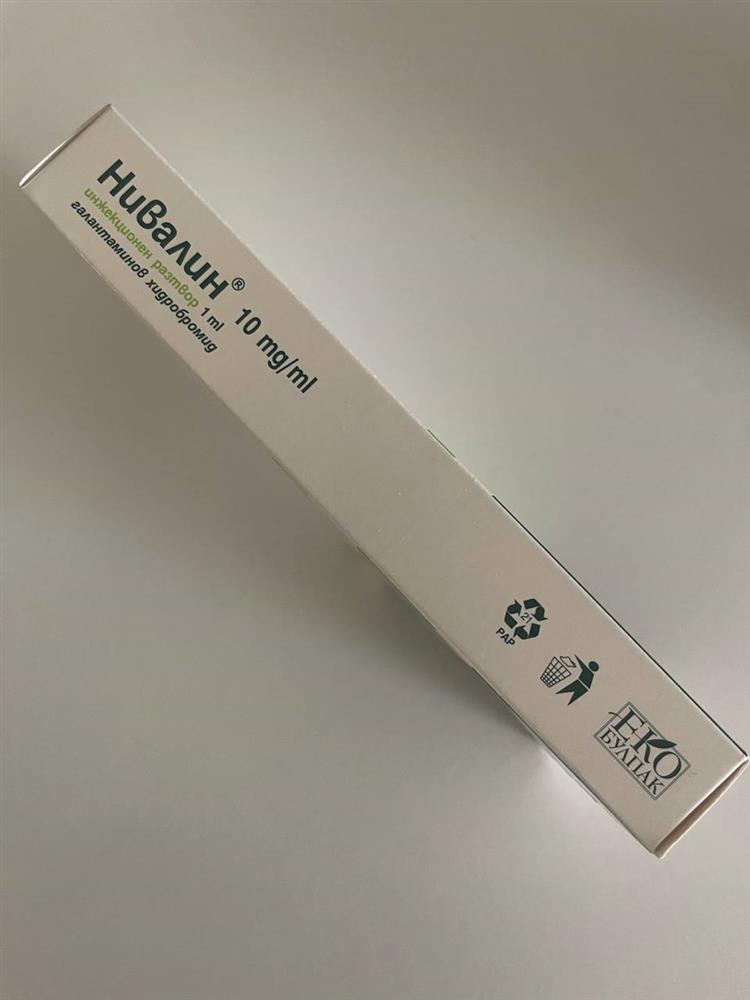 Нивалин® 10 mg/ml
инжекционен разтвор 1 ml
галантаминов хидробромид
21
PAP
ЕКО
БУЛПАК